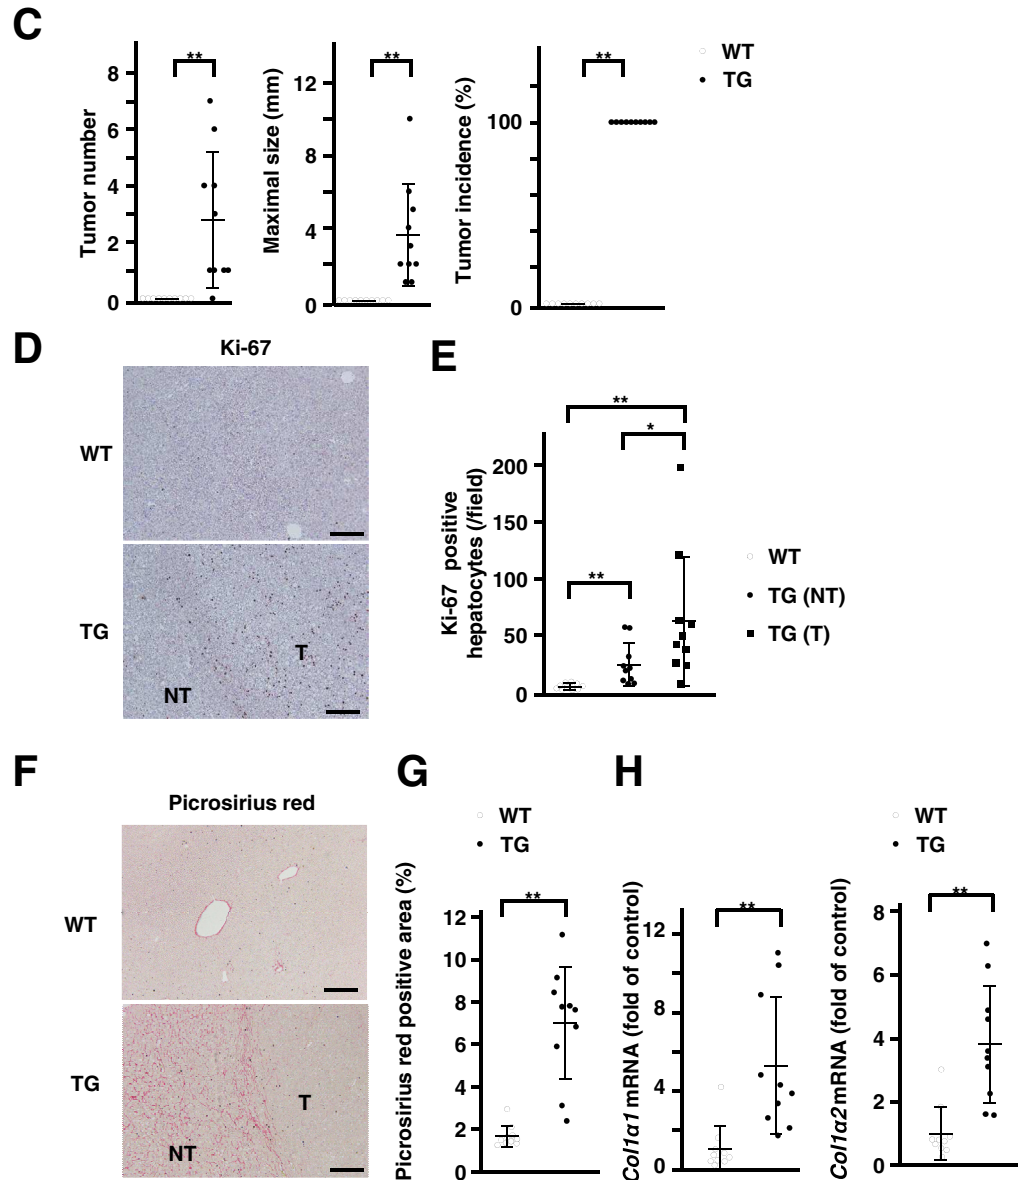 C
**
**
**
WT
TG
Tumor number
8
6
4
2
0
Maximal size (mm)
12
8
4
0
Tumor incidence (%)
100
0
D
Ki-67
WT
TG
T
NT
E
**
*
**
Ki-67 positive
hepatocytes (/field)
200
150
100
50
0
WT
TG (NT)
TG (T)
F
Picrosirius red
WT
TG
T
NT
G
WT
TG
**
Picrosirius red positive area (%)
12
10
8
6
4
2
0
H
WT
TG
**
Col1α1 mRNA (fold of control)
12
8
4
0
**
Col1α2 mRNA (fold of control)
8
6
4
2
0